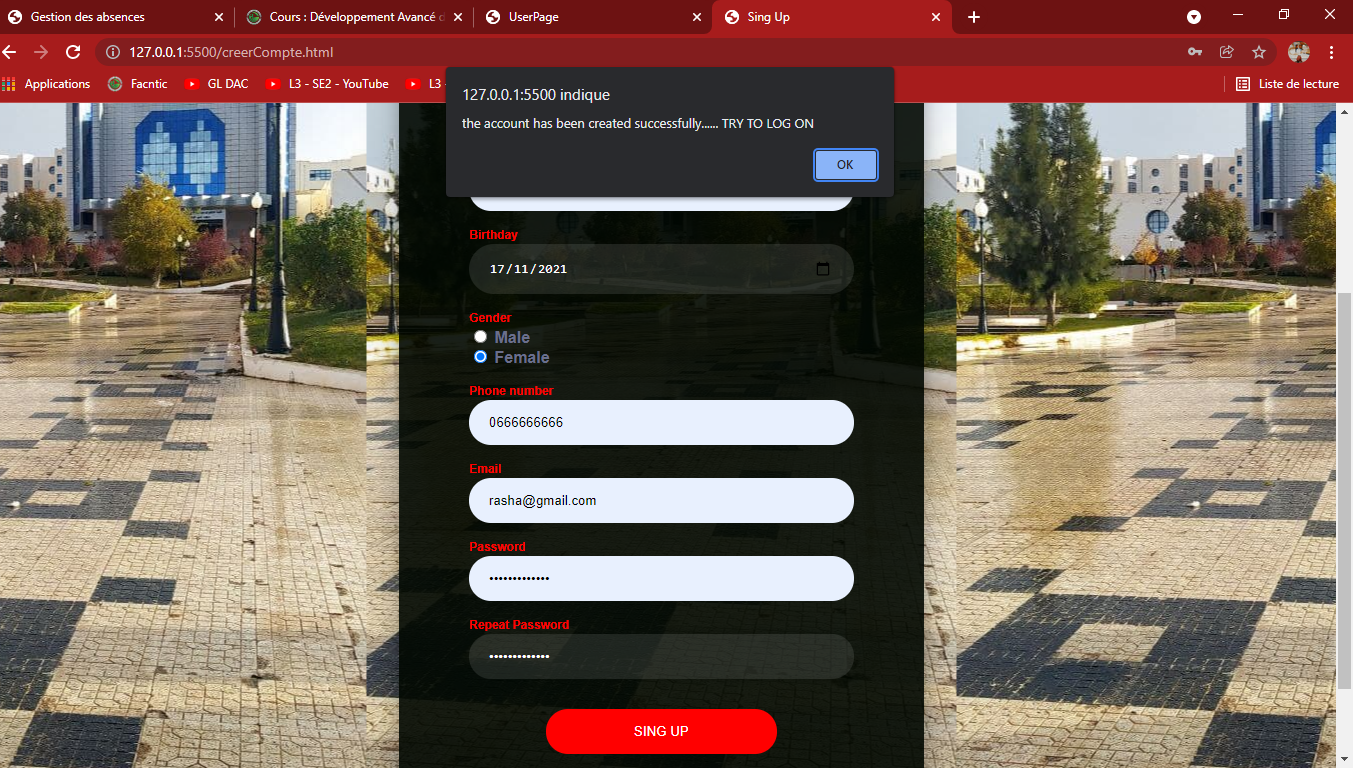 Gestion des absences
Cours : Développement Avancé d
UserPage
Sing Up
127.0.0.1:5500/creerCompte.html
Applications
Facntic
GL DAC
L3 - SE2 - YouTube
L3 -
Liste de lecture
127.0.0.1:5500 indique
the account has been created successfully...... TRY TO LOG ON
OK
Birthday
17/11/2021
Gender
Male
Female
Phone number
0666666666
Email
rasha@gmail.com
Password
•••••••••••••
Repeat Password
•••••••••••••
SING UP